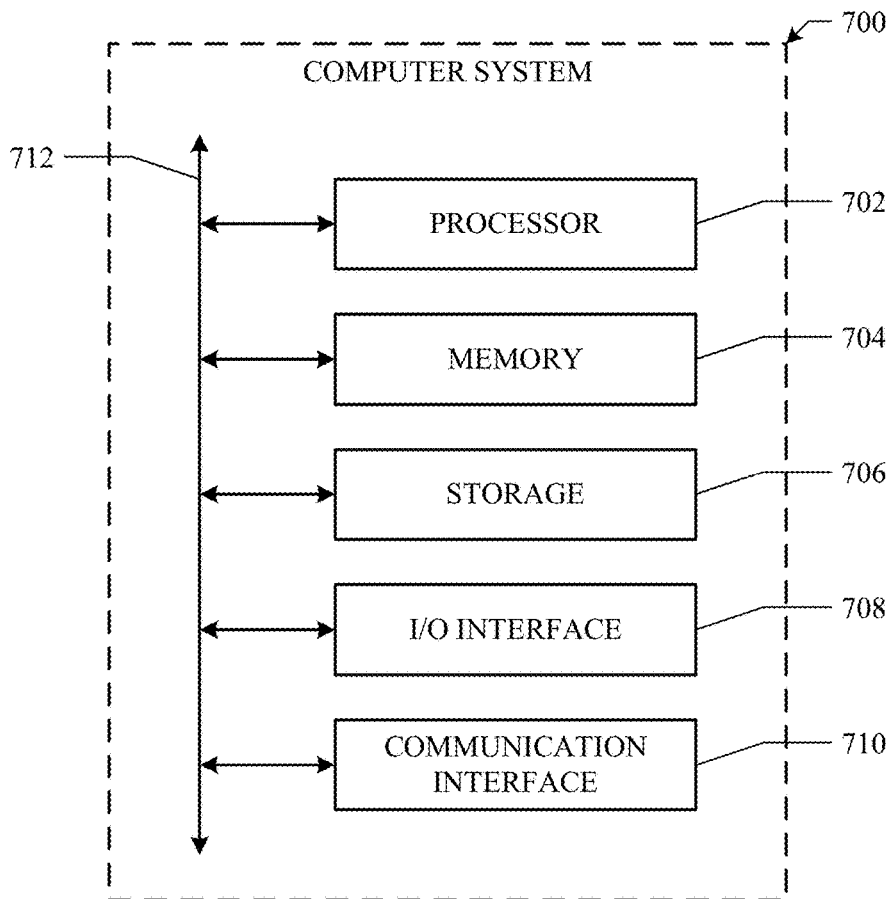 700
COMPUTER SYSTEM
712
PROCESSOR
702
MEMORY
704
STORAGE
706
I/O INTERFACE
708
COMMUNICATION
INTERFACE
710